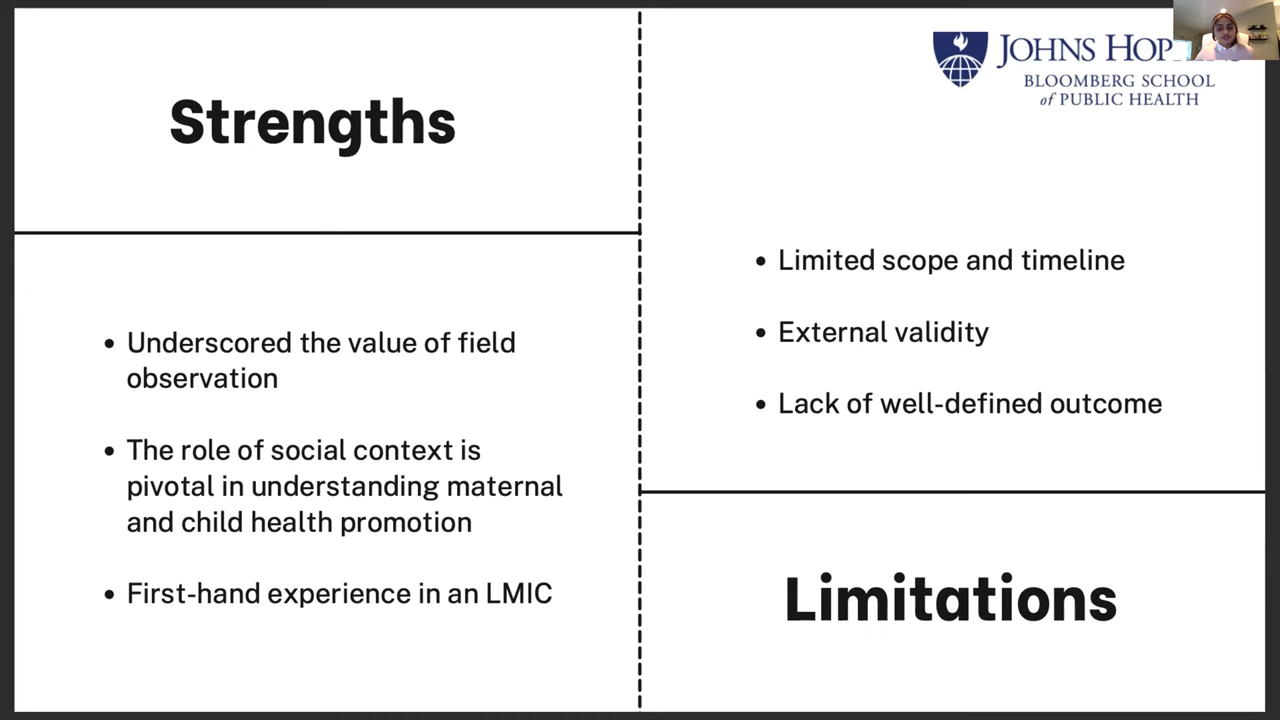 Strengths
• Underscored the value of field
observation
• The role of social context is
pivotal in understanding maternal
and child health promotion
• First-hand experience in an LMIC
JOHNS HOP
BLOOMBERG SCHOOL
of PUBLIC HEALTH
• Limited scope and timeline
• External validity
• Lack of well-defined outcome
Limitations